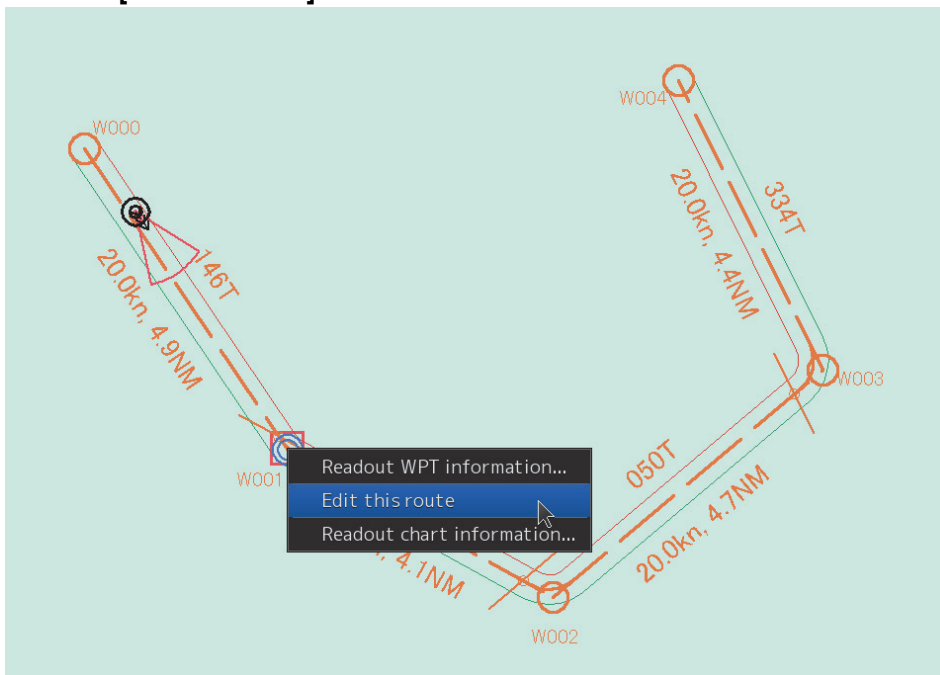 W000
W004
334T
20.0kn, 4.4NM
146T
20.0kn, 4.9NM
W003
W001
Readout WPT information...
Edit this route
Readout chart information...
050T
20.0kn, 4.7NM
4.1NM
W002